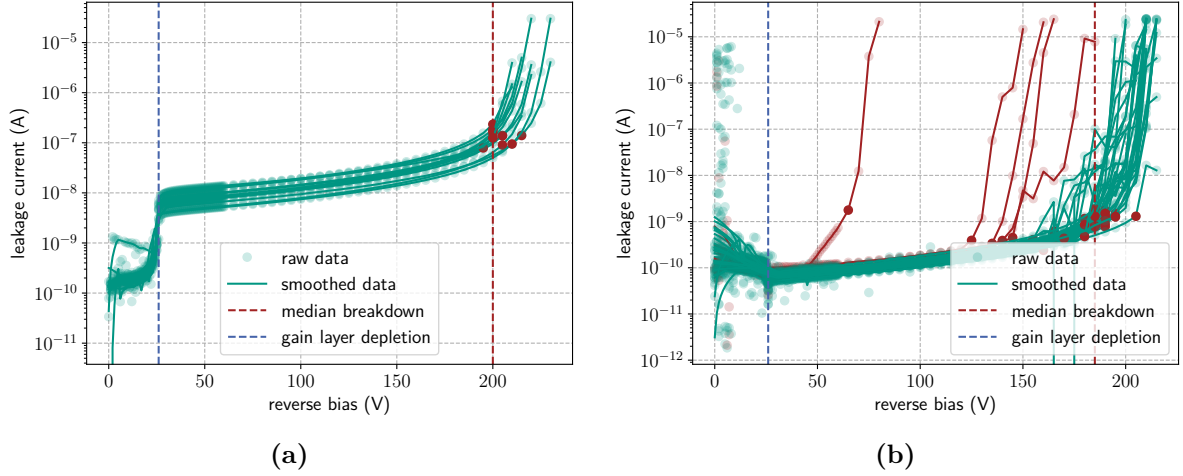 10⁻⁵
10⁻⁶
10⁻⁷
10⁻⁸
10⁻⁹
10⁻¹⁰
10⁻¹¹
leakage current (A)
raw data
smoothed data
median breakdown
gain layer depletion
0 50 100 150 200
reverse bias (V)
(a)
10⁻⁵
10⁻⁶
10⁻⁷
10⁻⁸
10⁻⁹
10⁻¹⁰
10⁻¹¹
10⁻¹²
leakage current (A)
raw data
smoothed data
median breakdown
gain layer depletion
0 50 100 150 200
reverse bias (V)
(b)